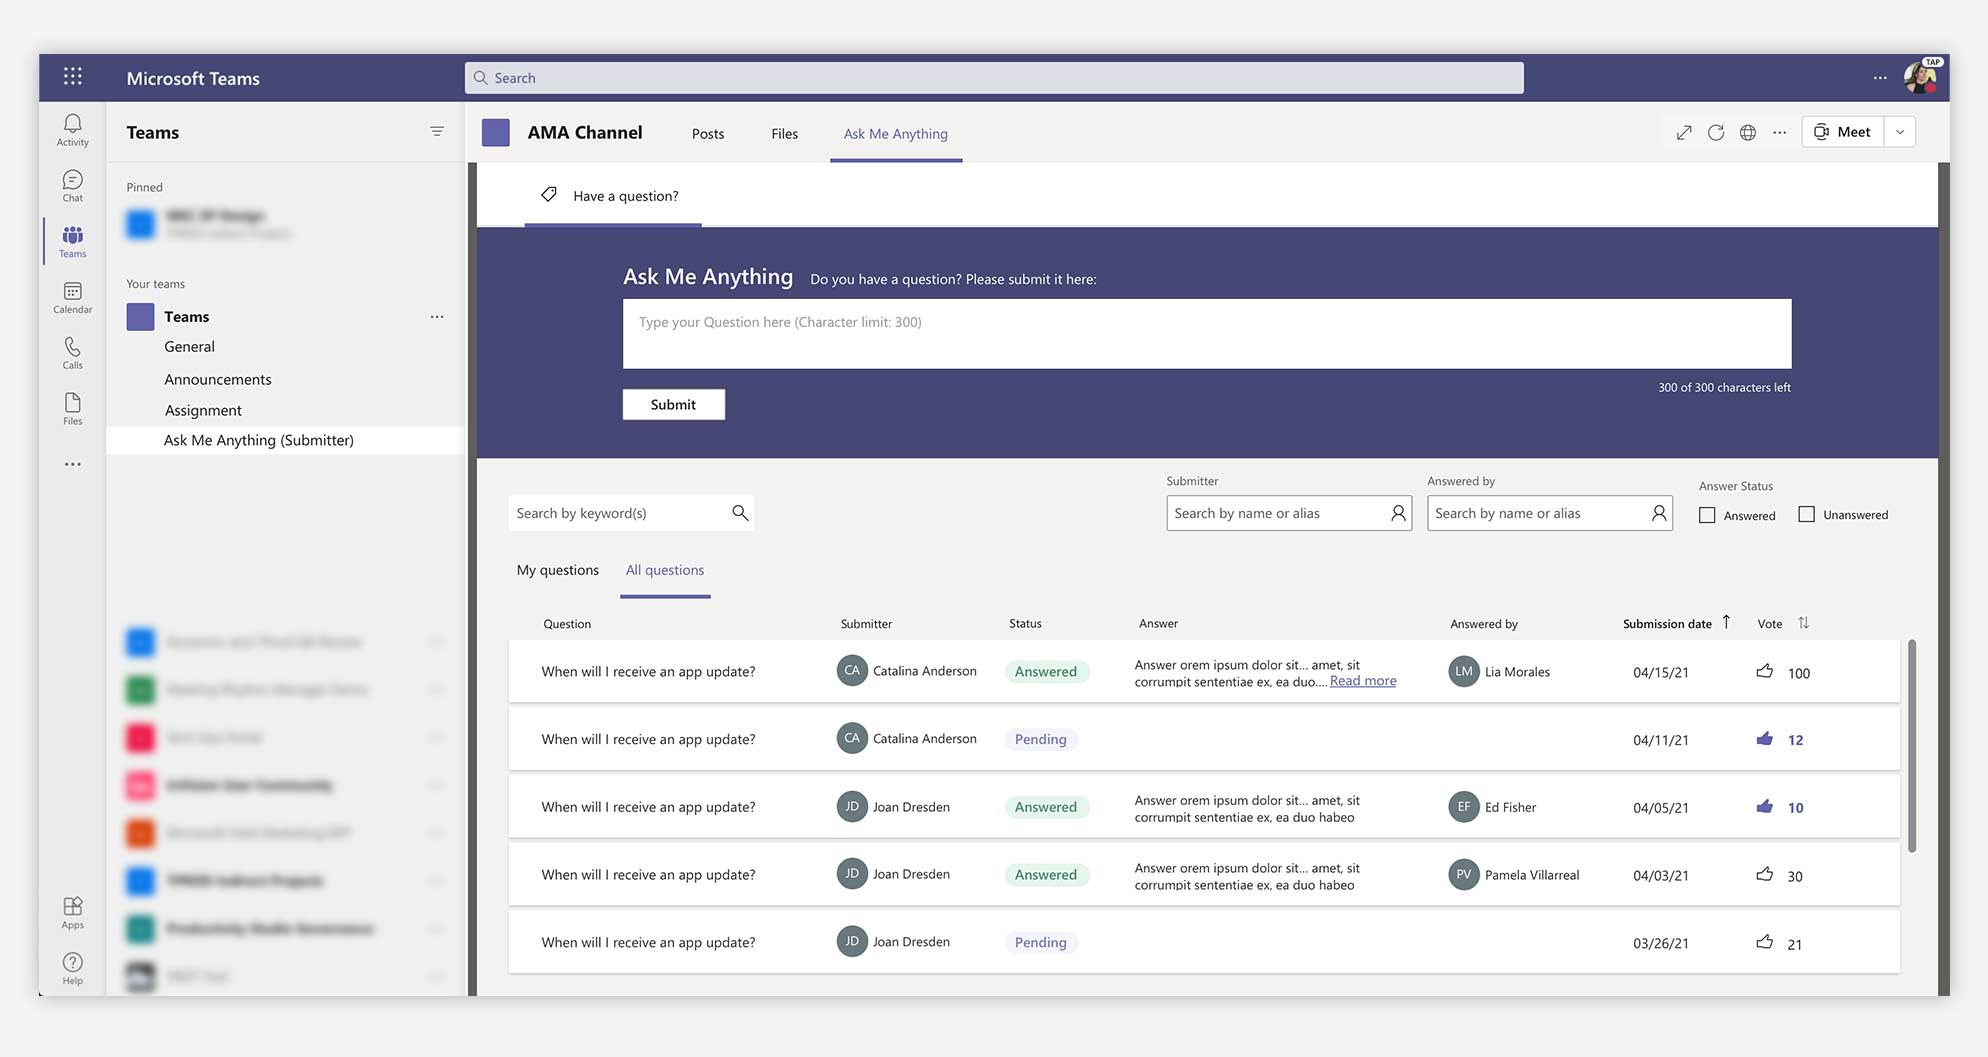 Microsoft Teams
Search
TAP
Activity
Chat
Teams
Calendar
Calls
Files
Apps
Help
Teams
Pinned
Your teams
Teams
General
Announcements
Assignment
Ask Me Anything (Submitter)
AMA Channel
Posts
Files
Ask Me Anything
Meet
Have a question?
Ask Me Anything Do you have a question? Please submit it here:
Type your Question here (Character limit: 300)
300 of 300 characters left
Submit
Search by keyword(s)
Submitter
Search by name or alias
Answered by
Search by name or alias
Answer Status
Answered
Unanswered
My questions
All questions
Question Submitter Status Answer Answered by Submission date Vote
When will I receive an app update?
CA Catalina Anderson
Answered
Answer orem ipsum dolor sit... amet, sit
corrumpit sententiae ex, ea duo.... Read more
LM Lia Morales
04/15/21
100
When will I receive an app update?
CA Catalina Anderson
Pending
04/11/21
12
When will I receive an app update?
JD Joan Dresden
Answered
Answer orem ipsum dolor sit... amet, sit
corrumpit sententiae ex, ea duo habeo
EF Ed Fisher
04/05/21
10
When will I receive an app update?
JD Joan Dresden
Answered
Answer orem ipsum dolor sit... amet, sit
corrumpit sententiae ex, ea duo habeo
PV Pamela Villarreal
04/03/21
30
When will I receive an app update?
JD Joan Dresden
Pending
03/26/21
21